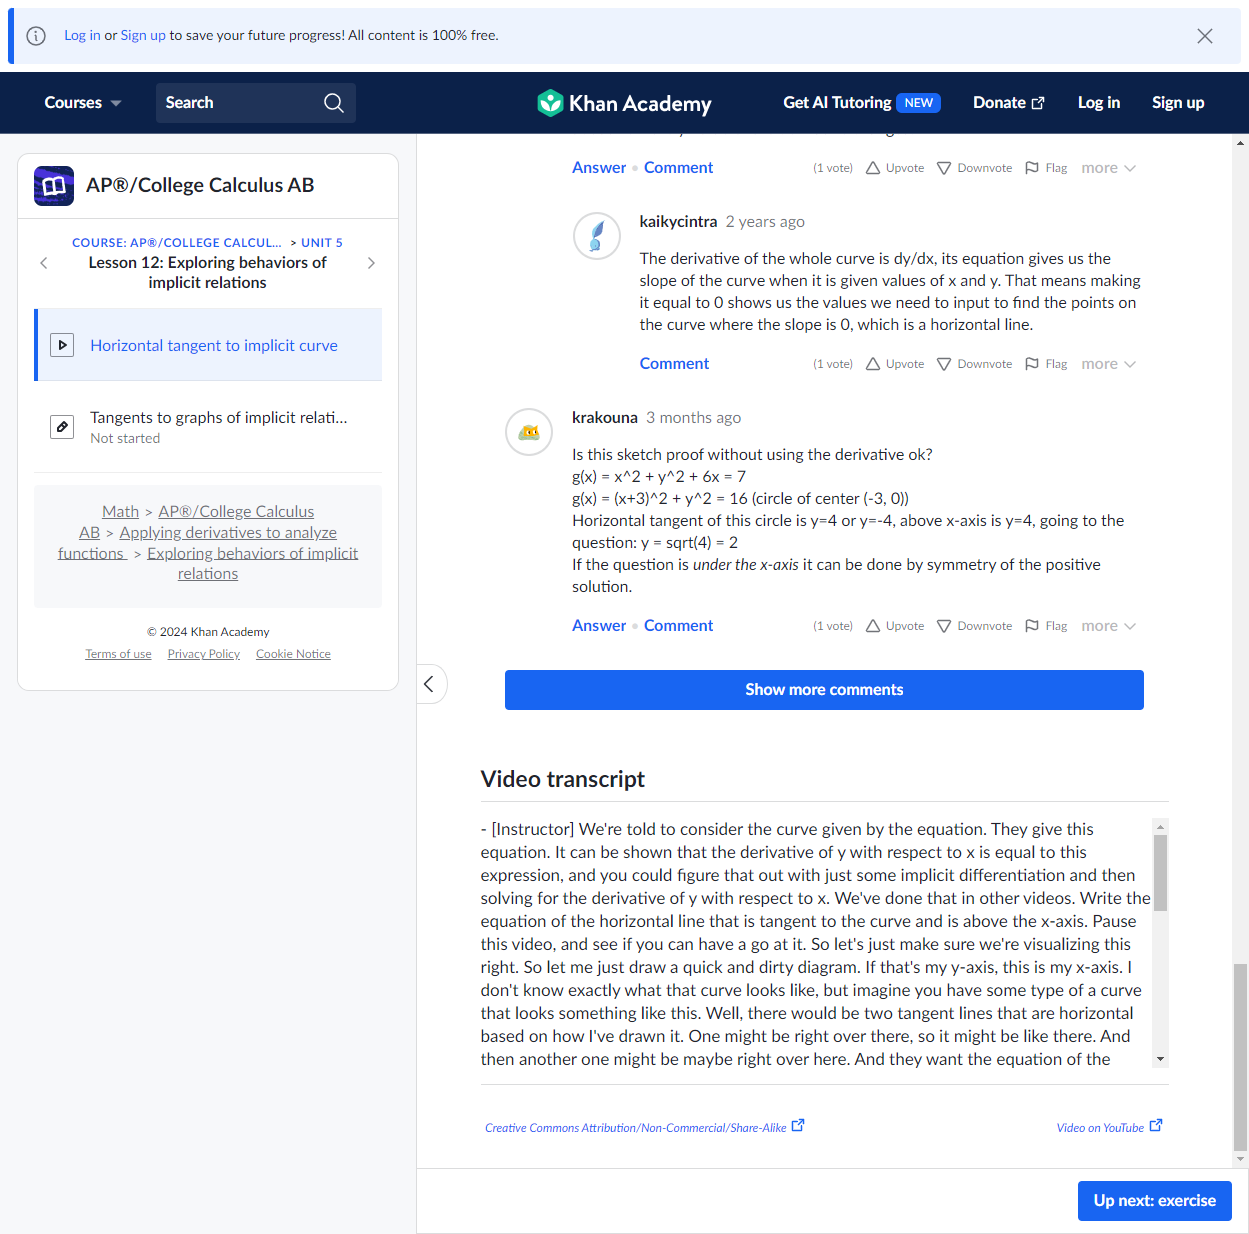 Log in or Sign up to save your future progress! All content is 100% free.
Courses
Search
Khan Academy
Get AI Tutoring NEW
Donate
Log in
Sign up
AP®/College Calculus AB
COURSE: AP®/COLLEGE CALCUL... > UNIT 5
Lesson 12: Exploring behaviors of
implicit relations
Horizontal tangent to implicit curve
Tangents to graphs of implicit relati...
Not started
Math > AP®/College Calculus
AB > Applying derivatives to analyze
functions > Exploring behaviors of implicit
relations
© 2024 Khan Academy
Terms of use Privacy Policy Cookie Notice
Answer • Comment (1 vote) Upvote Downvote Flag more
kaikycintra 2 years ago
The derivative of the whole curve is dy/dx, its equation gives us the
slope of the curve when it is given values of x and y. That means making
it equal to 0 shows us the values we need to input to find the points on
the curve where the slope is 0, which is a horizontal line.
Comment (1 vote) Upvote Downvote Flag more
krakouna 3 months ago
Is this sketch proof without using the derivative ok?
g(x) = x^2 + y^2 + 6x = 7
g(x) = (x+3)^2 + y^2 = 16 (circle of center (-3, 0))
Horizontal tangent of this circle is y=4 or y=-4, above x-axis is y=4, going to the
question: y = sqrt(4) = 2
If the question is under the x-axis it can be done by symmetry of the positive
solution.
Answer • Comment (1 vote) Upvote Downvote Flag more
Show more comments
Video transcript
- [Instructor] We're told to consider the curve given by the equation. They give this
equation. It can be shown that the derivative of y with respect to x is equal to this
expression, and you could figure that out with just some implicit differentiation and then
solving for the derivative of y with respect to x. We've done that in other videos. Write the
equation of the horizontal line that is tangent to the curve and is above the x-axis. Pause
this video, and see if you can have a go at it. So let's just make sure we're visualizing this
right. So let me just draw a quick and dirty diagram. If that's my y-axis, this is my x-axis. I
don't know exactly what that curve looks like, but imagine you have some type of a curve
that looks something like this. Well, there would be two tangent lines that are horizontal
based on how I've drawn it. One might be right over there, so it might be like there. And
then another one might be maybe right over here. And they want the equation of the
Creative Commons Attribution/Non-Commercial/Share-Alike
Video on YouTube
Up next: exercise